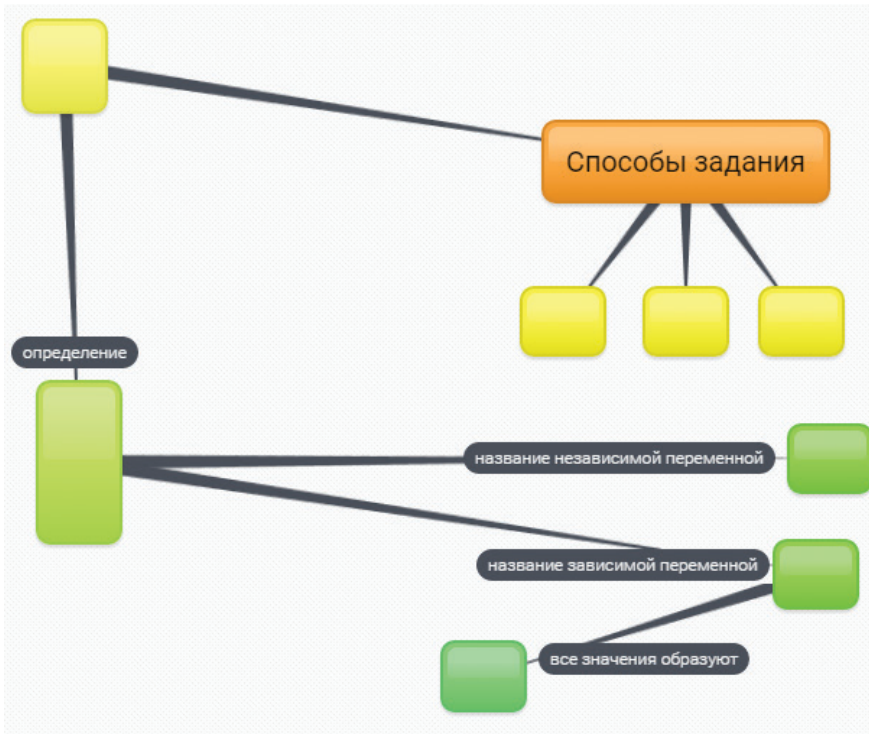 Способы задания
определение
название независимой переменной
название зависимой переменной
все значения образуют